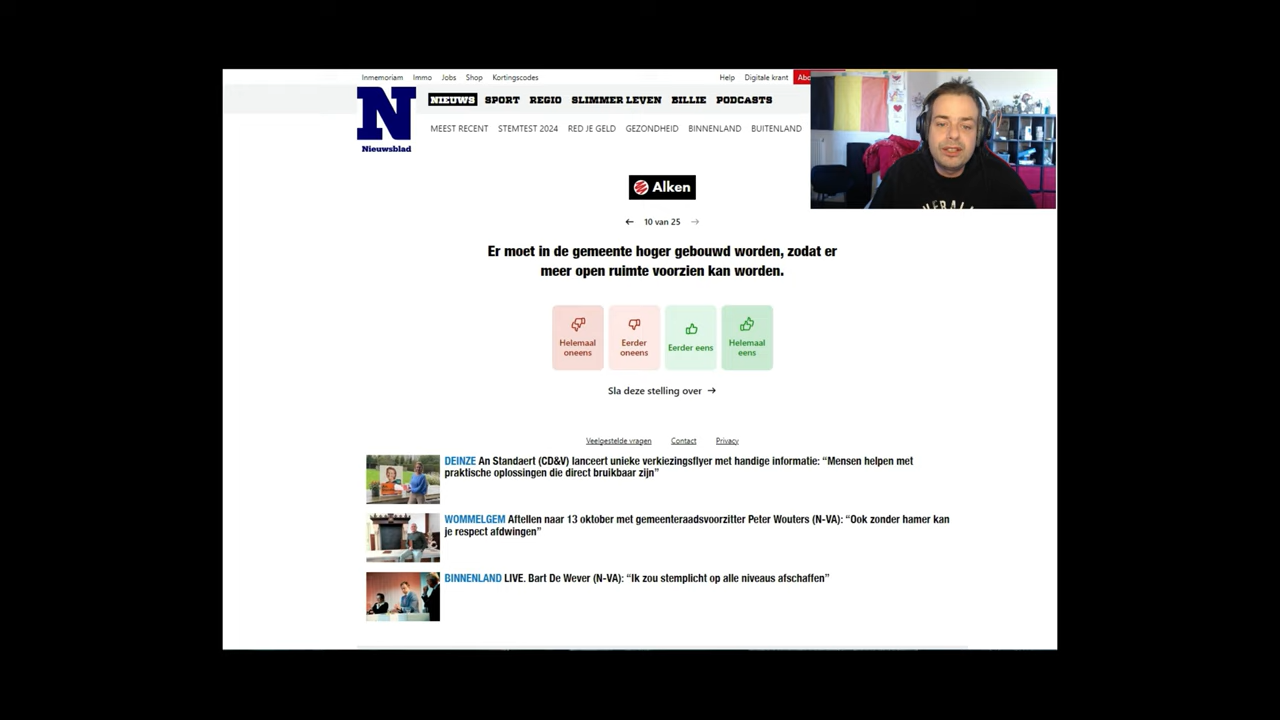 Inmemoriam Immo Jobs Shop Kortingscodes Help Digitale krant Abo
NIEUWS SPORT REGIO SLIMMER LEVEN BILLIE PODCASTS
N
Nieuwsblad
MEEST RECENT STEMTEST 2024 RED JE GELD GEZONDHEID BINNENLAND BUITENLAND
Alken
← 10 van 25 →
Er moet in de gemeente hoger gebouwd worden, zodat er
meer open ruimte voorzien kan worden.
Helemaal
oneens
Eerder
oneens
Eerder eens
Helemaal
eens
Sla deze stelling over →
Veelgestelde vragen Contact Privacy
DEINZE An Standaert (CD&V) lanceert unieke verkiezingsflyer met handige informatie: “Mensen helpen met
praktische oplossingen die direct bruikbaar zijn”
WOMMELGEM Aftellen naar 13 oktober met gemeenteraadsvoorzitter Peter Wouters (N-VA): “Ook zonder hamer kan
je respect afdwingen”
BINNENLAND LIVE. Bart De Wever (N-VA): “Ik zou stemplicht op alle niveaus afschaffen”